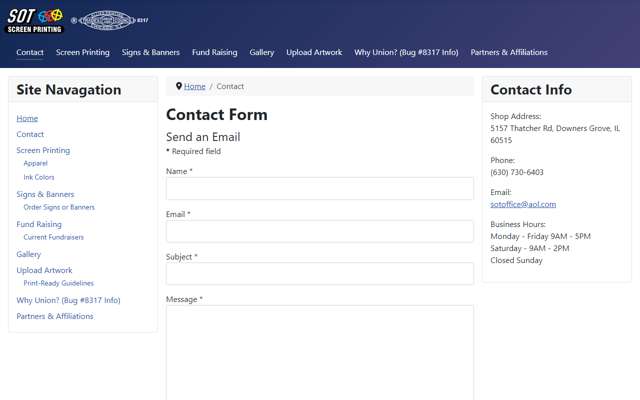 SOT
SCREEN PRINTING
8317
Contact
Screen Printing
Signs & Banners
Fund Raising
Gallery
Upload Artwork
Why Union? (Bug #8317 Info)
Partners & Affiliations
Site Navagation
Home
Contact
Screen Printing
Apparel
Ink Colors
Signs & Banners
Order Signs or Banners
Fund Raising
Current Fundraisers
Gallery
Upload Artwork
Print-Ready Guidelines
Why Union? (Bug #8317 Info)
Partners & Affiliations
Home / Contact
Contact Form
Send an Email
* Required field
Name *
Email *
Subject *
Message *
Contact Info
Shop Address:
5157 Thatcher Rd, Downers Grove, IL
60515
Phone:
(630) 730-6403
Email:
sotoffice@aol.com
Business Hours:
Monday - Friday 9AM - 5PM
Saturday - 9AM - 2PM
Closed Sunday